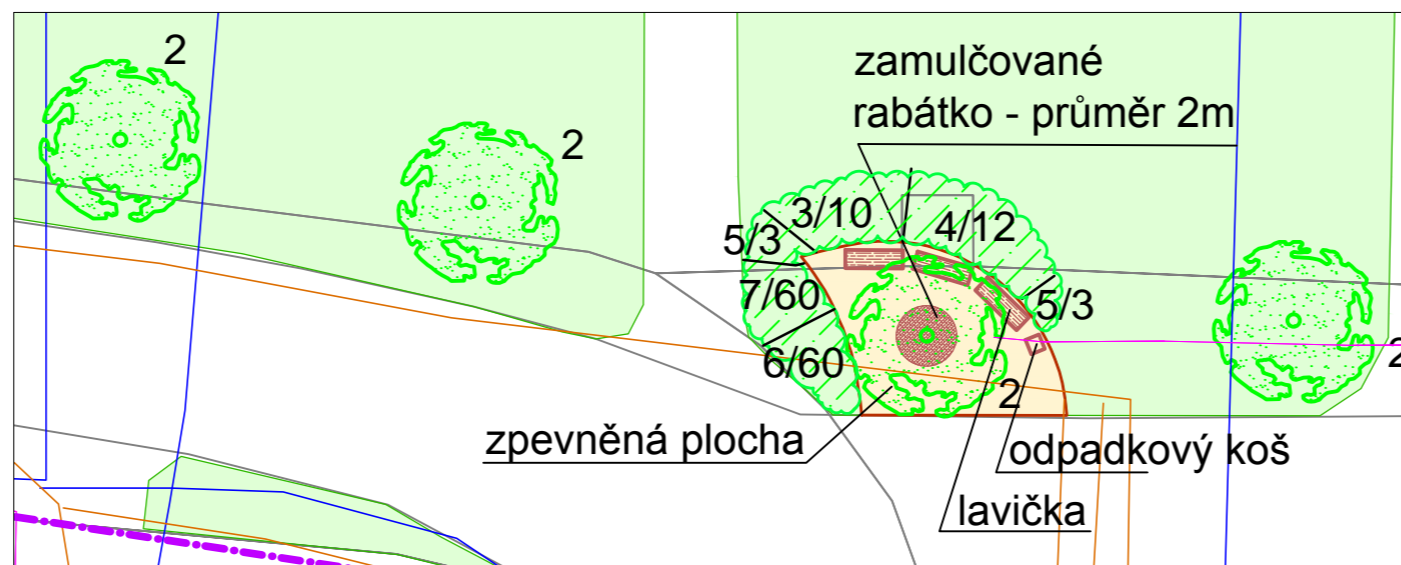 2
2
zamulčované
rabátko - průměr 2m
3/10
4/12
5/3
7/60
5/3
6/60
2
2
zpevněná plocha
odpadkový koš
lavička